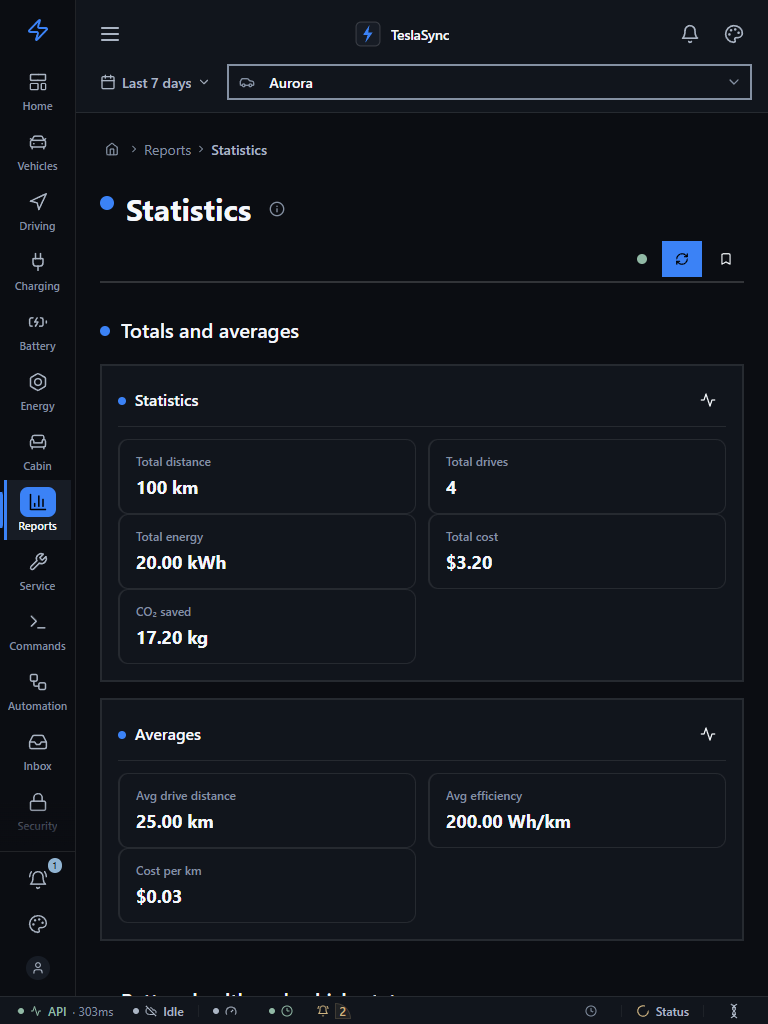 TeslaSync
Last 7 days
Aurora
Home
Vehicles
Driving
Charging
Battery
Energy
Cabin
Reports
Service
Commands
Automation
Inbox
Security
1
Reports
Statistics
Statistics
Totals and averages
Statistics
Total distance
100 km
Total drives
4
Total energy
20.00 kWh
Total cost
$3.20
CO₂ saved
17.20 kg
Averages
Avg drive distance
25.00 km
Avg efficiency
200.00 Wh/km
Cost per km
$0.03
API · 303ms
Idle
2
Status